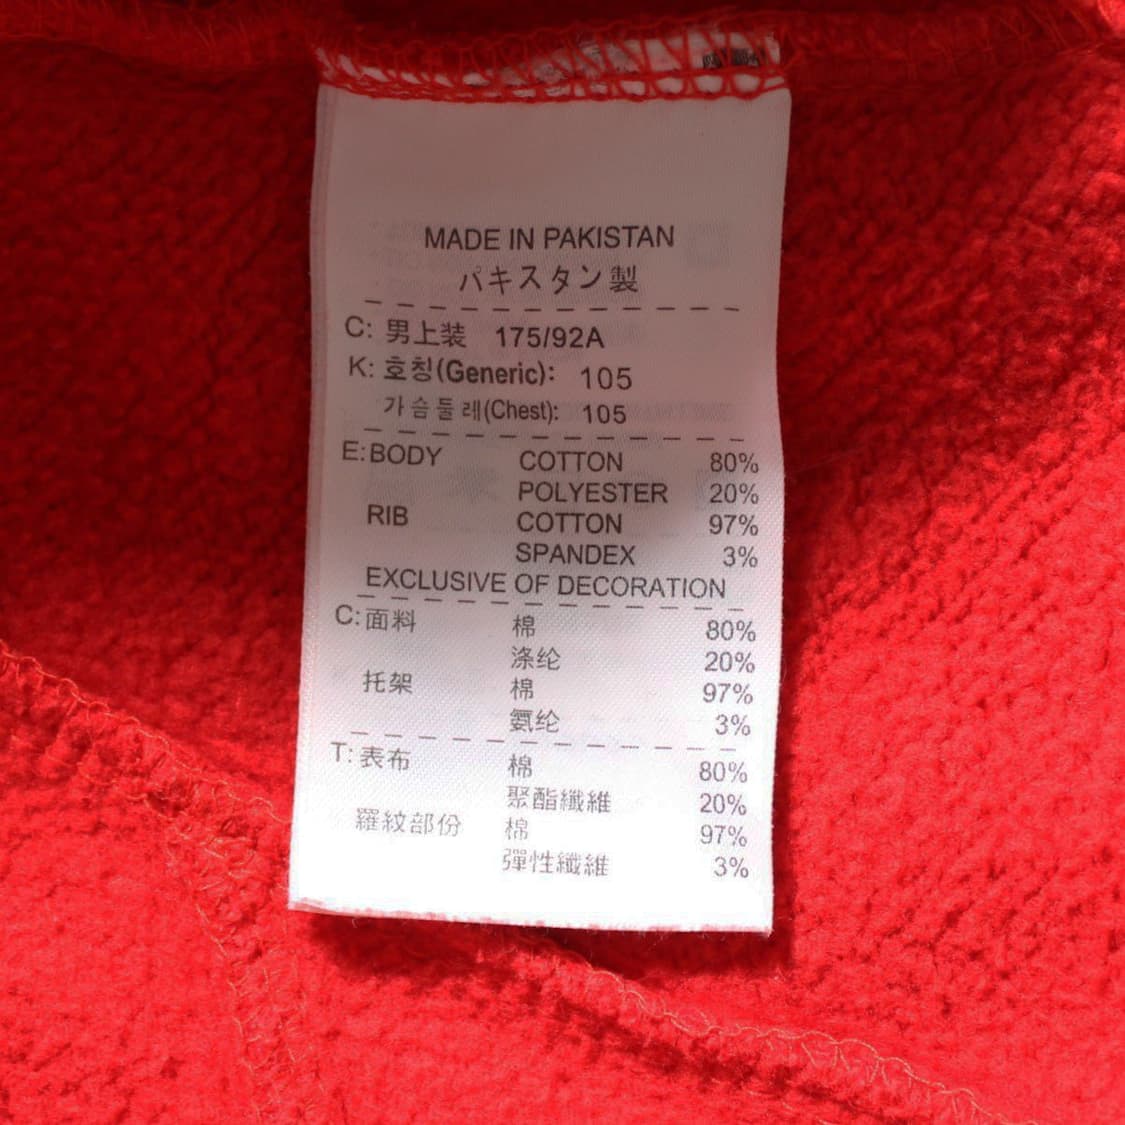 MADE IN PAKISTAN
パキスタン製
C: 男上装 175/92A
K: 호칭(Generic): 105
가슴둘레(Chest): 105
E: BODY COTTON 80%
POLYESTER 20%
RIB COTTON 97%
SPANDEX 3%
EXCLUSIVE OF DECORATION
C: 面料 棉 80%
涤纶 20%
托架 棉 97%
氨纶 3%
T: 表布 棉 80%
聚酯纖維 20%
羅紋部份 棉 97%
彈性纖維 3%